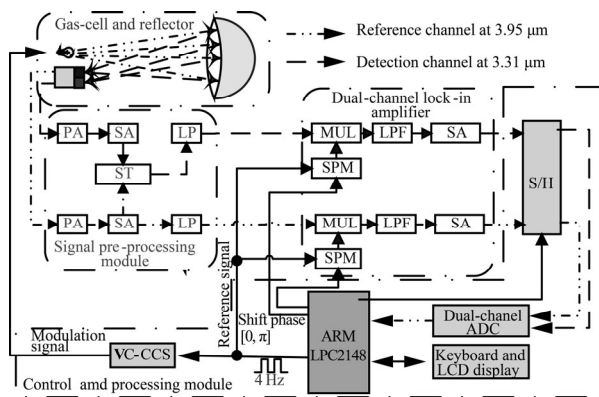 Gas-cell and reflector
Reference channel at 3.95 μm
Detection channel at 3.31 μm
Dual-channel lock-in
amplifier
PA
SA
LP
MUL
LPF
SA
ST
SPM
S/H
PA
SA
LP
MUL
LPF
SA
Signal pre-processing
module
SPM
Reference signal
Shift phase
[0, π]
ARM
LPC2148
Dual-chanel
ADC
Modulation
signal
VC-CCS
4 Hz
Keyboard and
LCD display
Control amd processing module